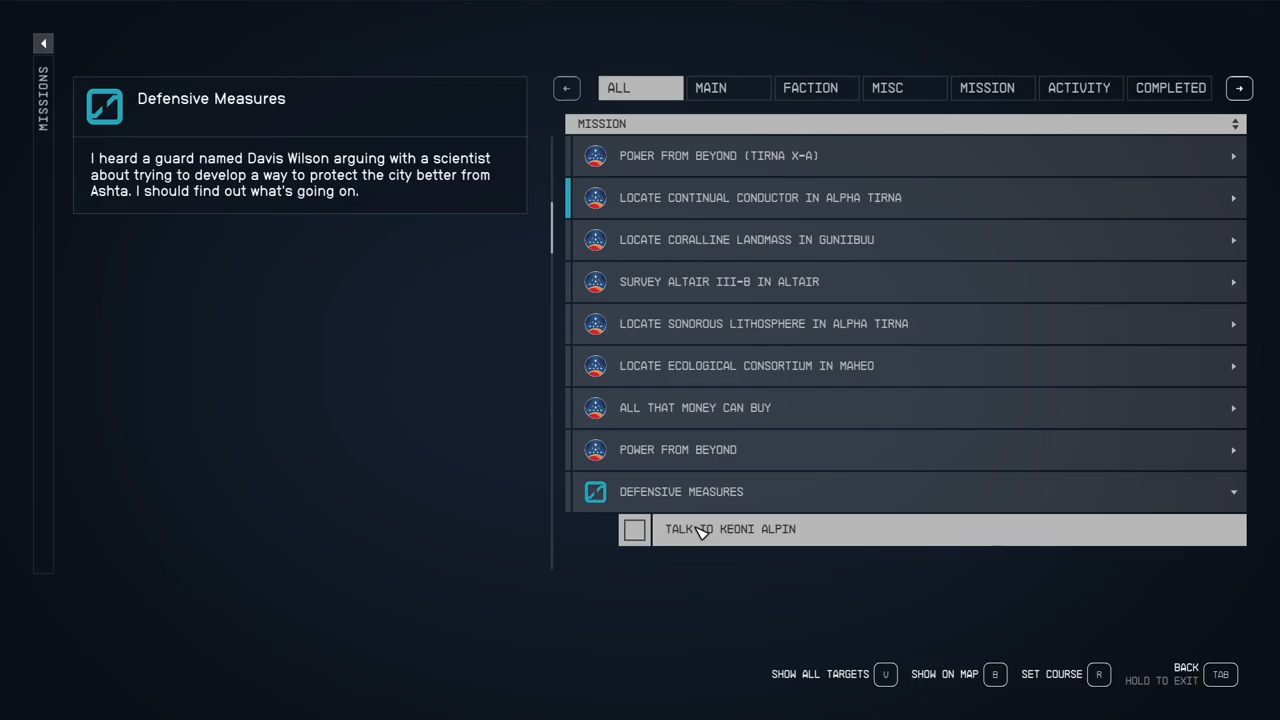 MISSIONS
Defensive Measures
I heard a guard named Davis Wilson arguing with a scientist
about trying to develop a way to protect the city better from
Ashta. I should find out what's going on.
ALL MAIN FACTION MISC MISSION ACTIVITY COMPLETED
MISSION
POWER FROM BEYOND (TIRNA X-A)
LOCATE CONTINUAL CONDUCTOR IN ALPHA TIRNA
LOCATE CORALLINE LANDMASS IN GUNIIBUU
SURVEY ALTAIR III-B IN ALTAIR
LOCATE SONOROUS LITHOSPHERE IN ALPHA TIRNA
LOCATE ECOLOGICAL CONSORTIUM IN MAHEO
ALL THAT MONEY CAN BUY
POWER FROM BEYOND
DEFENSIVE MEASURES
TALK TO KEONI ALPIN
SHOW ALL TARGETS V SHOW ON MAP B SET COURSE R BACK TAB
HOLD TO EXIT